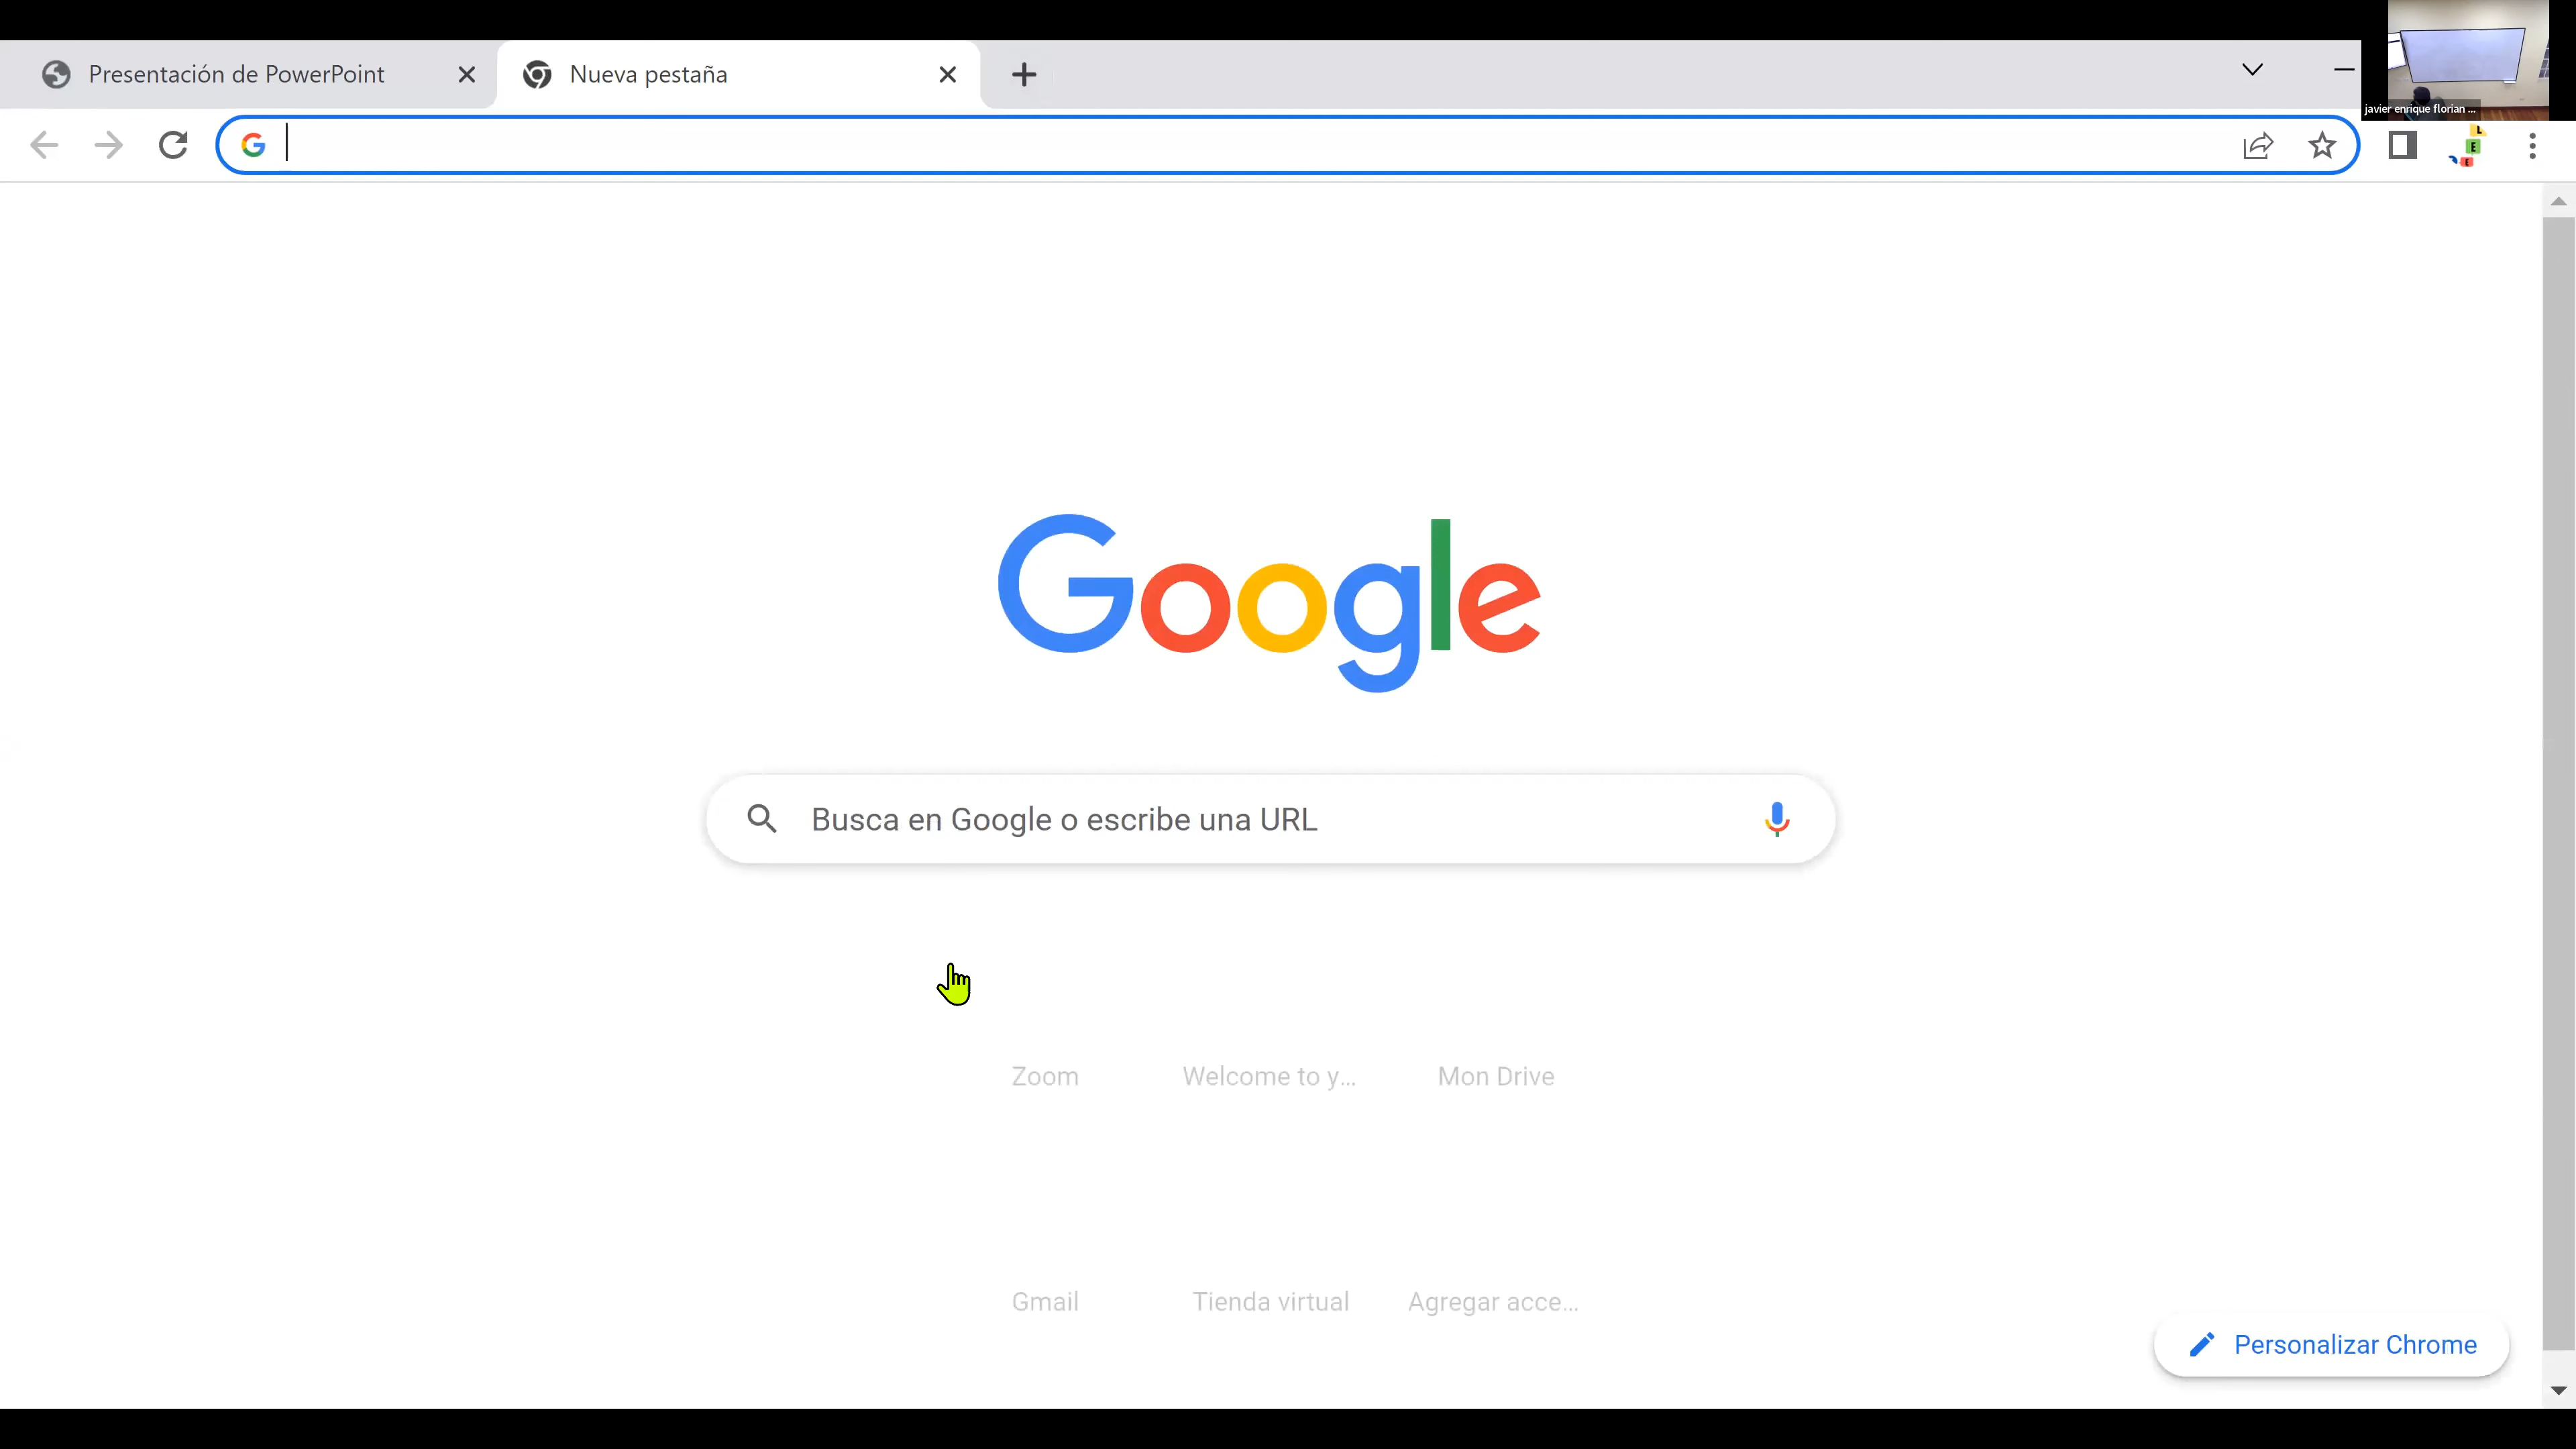 Presentación de PowerPoint
Nueva pestaña
javier enrique florian ...
Google
Busca en Google o escribe una URL
Zoom
Welcome to y...
Mon Drive
Gmail
Tienda virtual
Agregar acce...
Personalizar Chrome